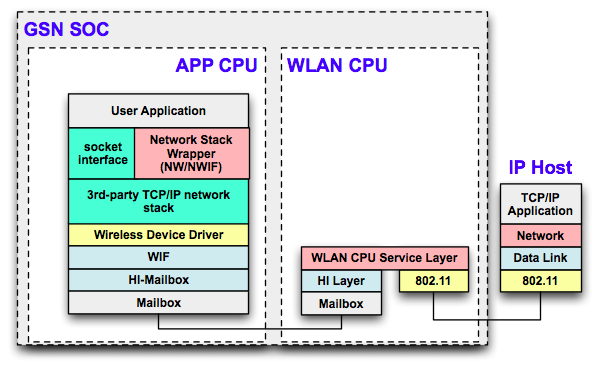 GSN SOC
APP CPU
User Application
socket
interface
Network Stack
Wrapper
(NW/NWIF)
3rd-party TCP/IP network
stack
Wireless Device Driver
WIF
HI-Mailbox
Mailbox
WLAN CPU
WLAN CPU Service Layer
HI Layer
802.11
Mailbox
IP Host
TCP/IP
Application
Network
Data Link
802.11